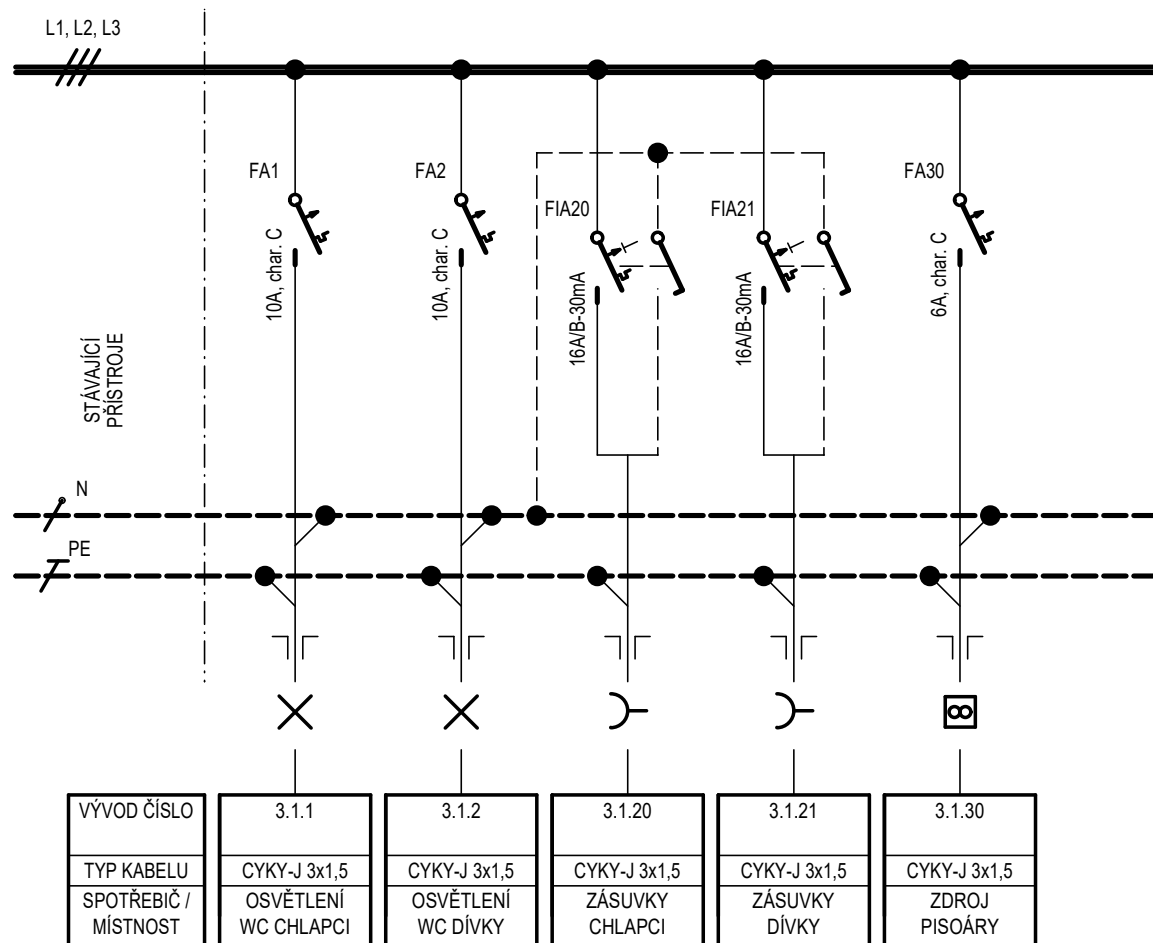 L1, L2, L3
FA1
FA2
FIA20
FIA21
FA30
10A, char. C
10A, char. C
16A/B-30mA
16A/B-30mA
6A, char. C
STÁVAJÍCÍ
PŘÍSTROJE
N
PE
VÝVOD ČÍSLO
3.1.1
3.1.2
3.1.20
3.1.21
3.1.30
TYP KABELU
CYKY-J 3x1,5
CYKY-J 3x1,5
CYKY-J 3x1,5
CYKY-J 3x1,5
CYKY-J 3x1,5
SPOTŘEBIČ /
MÍSTNOST
OSVĚTLENÍ
WC CHLAPCI
OSVĚTLENÍ
WC DÍVKY
ZÁSUVKY
CHLAPCI
ZÁSUVKY
DÍVKY
ZDROJ
PISOÁRY